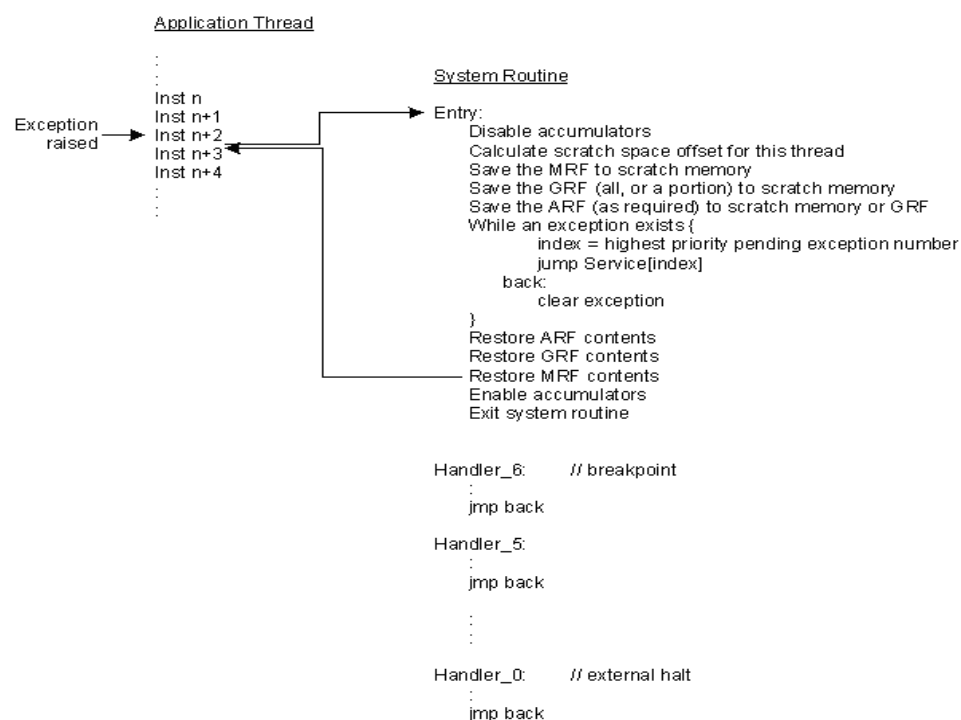 Application Thread
:
:
Inst n
Inst n+1
Exception
raised
Inst n+2
Inst n+3
Inst n+4
:
:
System Routine
Entry:
Disable accumulators
Calculate scratch space offset for this thread
Save the MRF to scratch memory
Save the GRF (all, or a portion) to scratch memory
Save the ARF (as required) to scratch memory or GRF
While an exception exists {
index = highest priority pending exception number
jump Service[index]
back:
clear exception
}
Restore ARF contents
Restore GRF contents
Restore MRF contents
Enable accumulators
Exit system routine
Handler_6: // breakpoint
:
jmp back
Handler_5:
:
jmp back
:
:
Handler_0: // external halt
:
jmp back